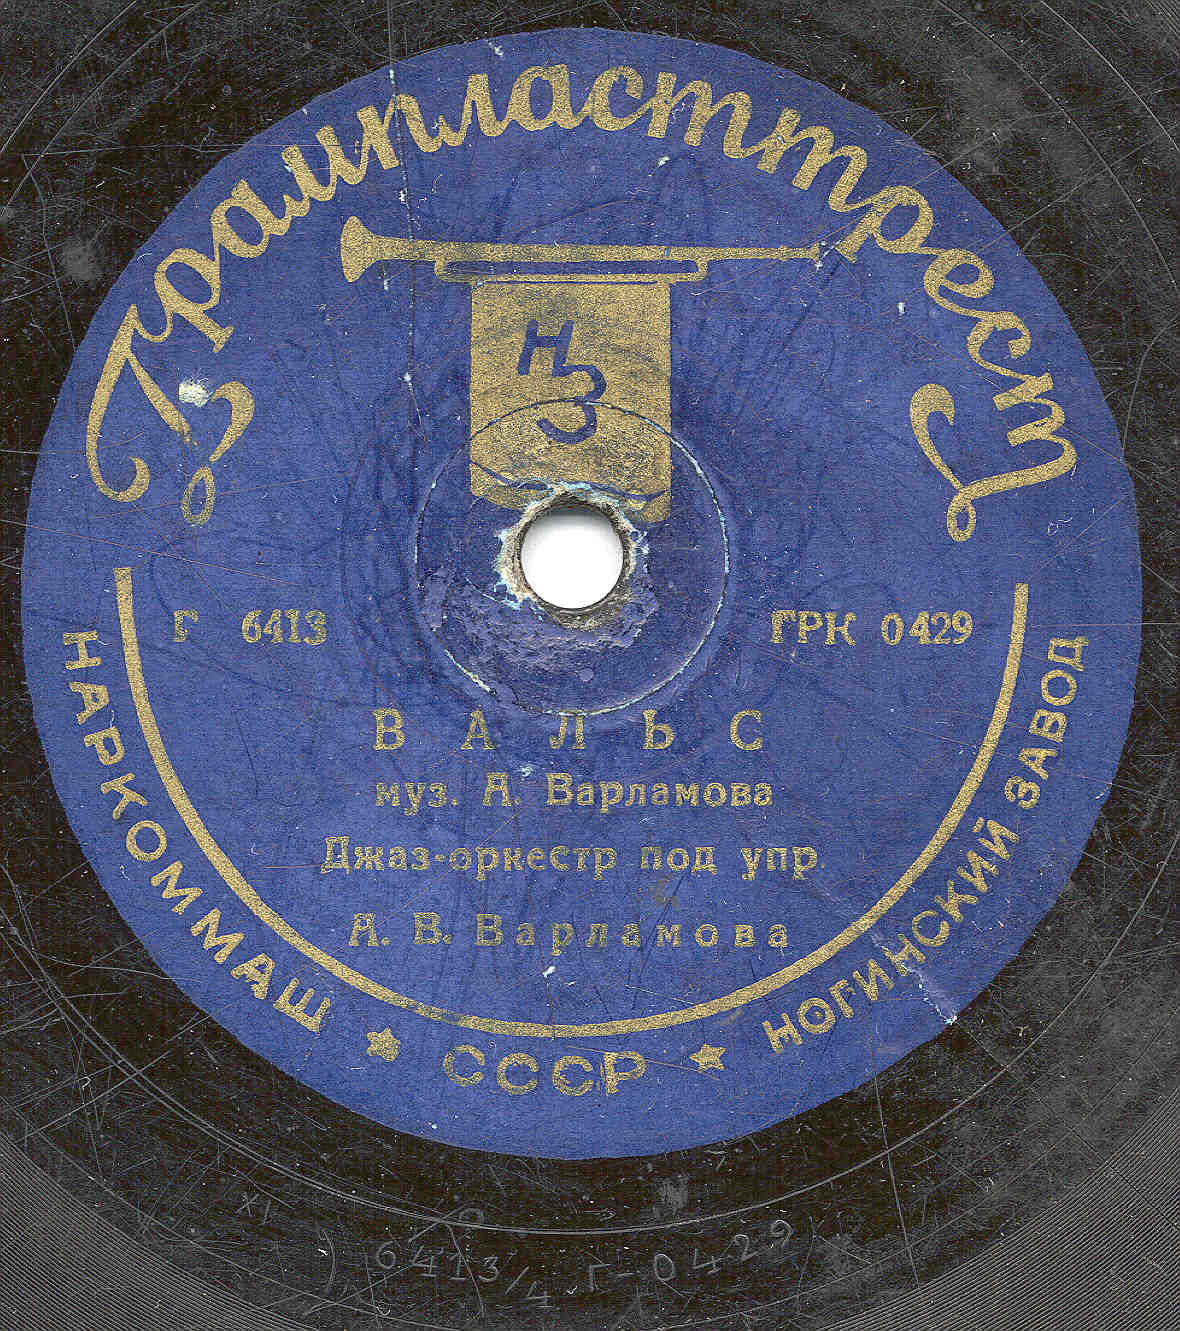 Грампласттрест
НЗ
Г 6413
ГРК 0429
ВАЛЬС
муз. А. Варламова
Джаз-оркестр под упр.
А. В. Варламова
НАРКОММАШ ★ СССР ★ НОГИНСКИЙ ЗАВОД
XI
6413/4 Г-0429